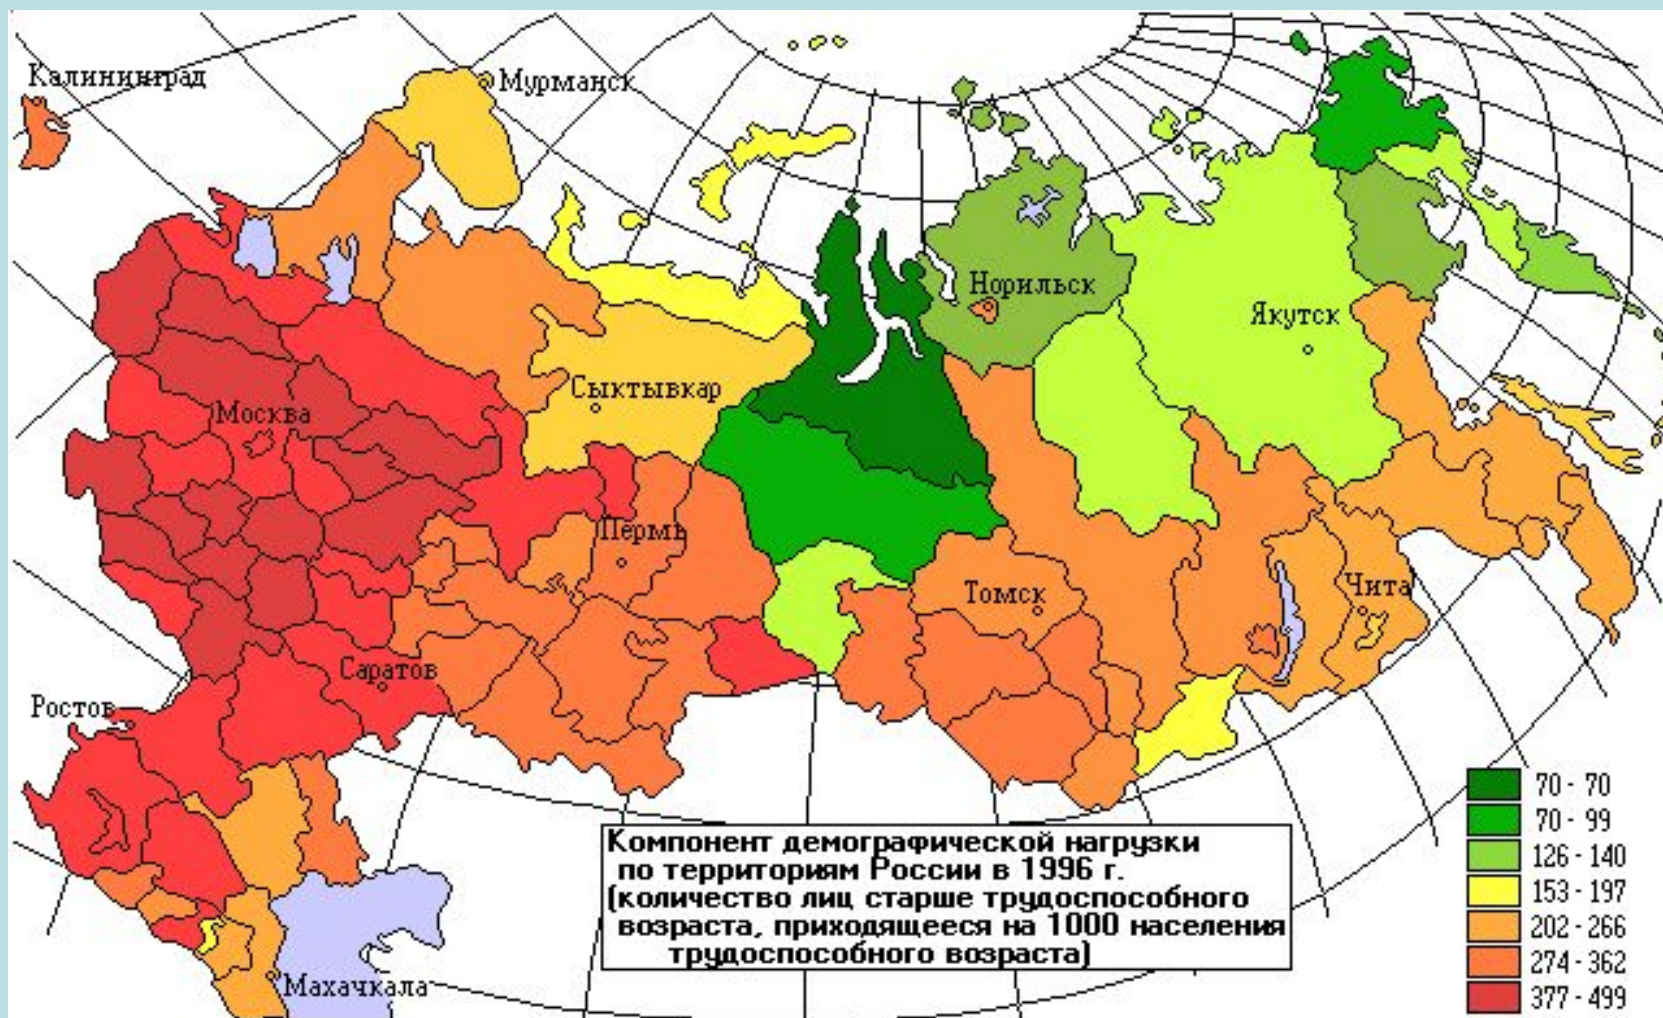 Калининград
Мурманск
Норильск
Якутск
Сыктывкар
Москва
Пермь
Томск
Чита
Саратов
Ростов
Махачкала
70 - 70
70 - 99
126 - 140
153 - 197
202 - 266
274 - 362
377 - 499
Компонент демографической нагрузки
по территориям России в 1996 г.
(количество лиц старше трудоспособного
возраста, приходящееся на 1000 населения
трудоспособного возраста)